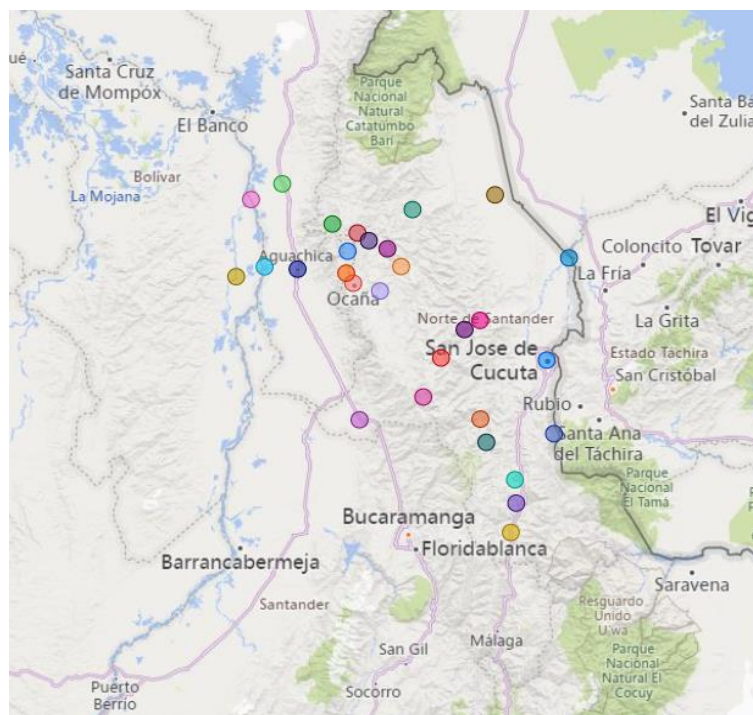 ué
Santa Cruz
de Mompóx
El Banco
Bolívar
La Mojana
Parque
Nacional
Natural
Catatumbo
Barí
Santa Bá
del Zulia
Aguachica
Ocaña
El Vig
Coloncito
Tovar
La Fría
La Grita
Norte de Santander
San Jose de
Cucuta
Estado Táchira
San Cristóbal
Rubio
Santa Ana
del Táchira
Parque
Nacional
El Tamá
Bucaramanga
Floridablanca
Barrancabermeja
Saravena
Santander
Resguardo
Unido
U'wa
San Gil
Málaga
Parque
Nacional
Natural El
Cocuy
Socorro
Puerto
Berrío